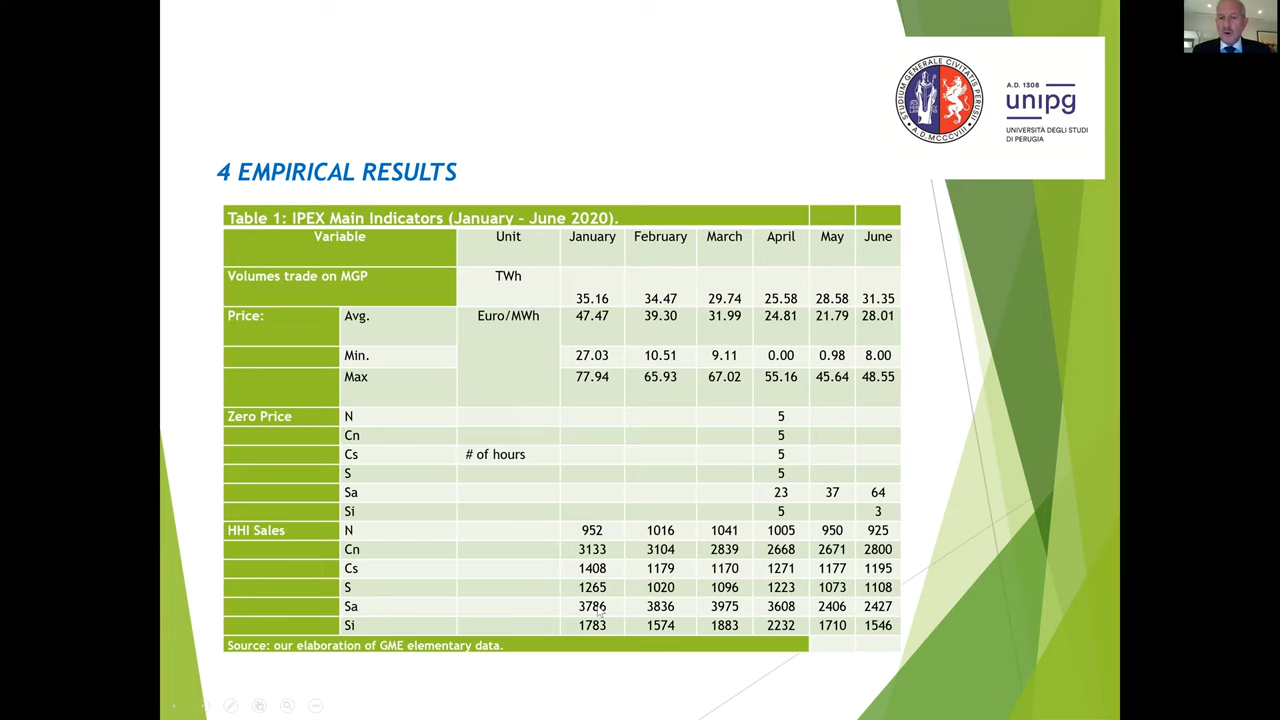 A.D. 1308
unipg
UNIVERSITÀ DEGLI STUDI
DI PERUGIA
STUDIUM GENERALE CIVITATIS PERUSII
A.D. MCCCVIII
4 EMPIRICAL RESULTS
Table 1: IPEX Main Indicators (January - June 2020).
Variable Unit January February March April May June
Volumes trade on MGP TWh 35.16 34.47 29.74 25.58 28.58 31.35
Price: Avg. Euro/MWh 47.47 39.30 31.99 24.81 21.79 28.01
Min. 27.03 10.51 9.11 0.00 0.98 8.00
Max 77.94 65.93 67.02 55.16 45.64 48.55
Zero Price N 5
Cn 5
Cs # of hours 5
S 5
Sa 23 37 64
Si 5 3
HHI Sales N 952 1016 1041 1005 950 925
Cn 3133 3104 2839 2668 2671 2800
Cs 1408 1179 1170 1271 1177 1195
S 1265 1020 1096 1223 1073 1108
Sa 3786 3836 3975 3608 2406 2427
Si 1783 1574 1883 2232 1710 1546
Source: our elaboration of GME elementary data.